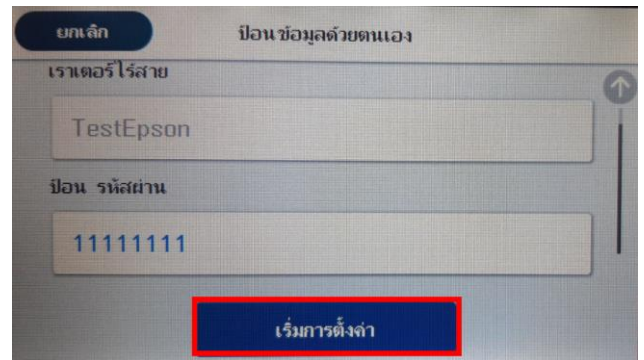 ยกเลิก
ป้อนข้อมูลด้วยตนเอง
เราเตอร์ไร้สาย
TestEpson
ป้อน รหัสผ่าน
11111111
เริ่มการตั้งค่า